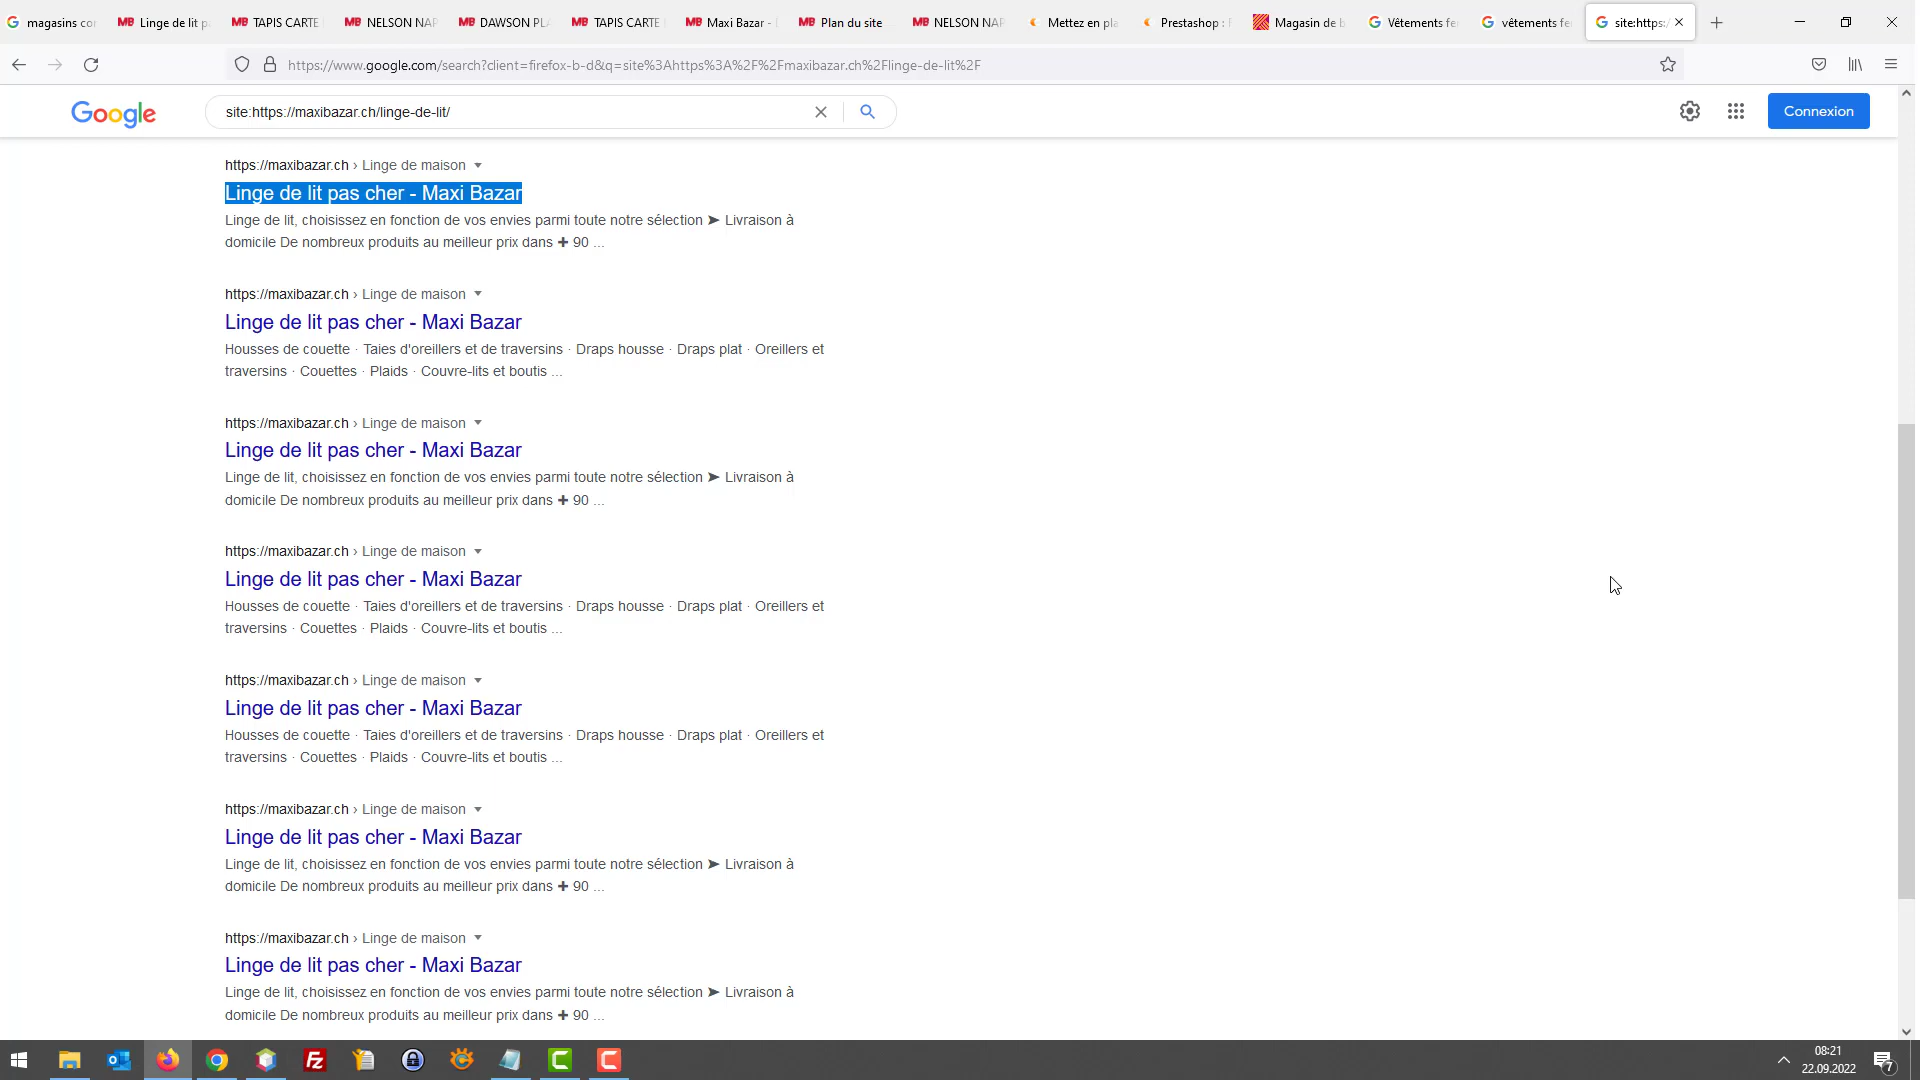 magasins co
Linge de lit p
TAPIS CARTE
NELSON NAP
DAWSON PL
TAPIS CARTE
Maxi Bazar -
Plan du site
NELSON NAP
Mettez en pla
Prestashop :
Magasin de b
Vêtements fe
vêtements fe
site:https:/
https://www.google.com/search?client=firefox-b-d&q=site%3Ahttps%3A%2F%2Fmaxibazar.ch%2Flinge-de-lit%2F
Google
site:https://maxibazar.ch/linge-de-lit/
Connexion
https://maxibazar.ch › Linge de maison
Linge de lit pas cher - Maxi Bazar
Linge de lit, choisissez en fonction de vos envies parmi toute notre sélection ➤ Livraison à
domicile De nombreux produits au meilleur prix dans ✚ 90 ...
https://maxibazar.ch › Linge de maison
Linge de lit pas cher - Maxi Bazar
Housses de couette · Taies d'oreillers et de traversins · Draps housse · Draps plat · Oreillers et
traversins · Couettes · Plaids · Couvre-lits et boutis ...
https://maxibazar.ch › Linge de maison
Linge de lit pas cher - Maxi Bazar
Linge de lit, choisissez en fonction de vos envies parmi toute notre sélection ➤ Livraison à
domicile De nombreux produits au meilleur prix dans ✚ 90 ...
https://maxibazar.ch › Linge de maison
Linge de lit pas cher - Maxi Bazar
Housses de couette · Taies d'oreillers et de traversins · Draps housse · Draps plat · Oreillers et
traversins · Couettes · Plaids · Couvre-lits et boutis ...
https://maxibazar.ch › Linge de maison
Linge de lit pas cher - Maxi Bazar
Housses de couette · Taies d'oreillers et de traversins · Draps housse · Draps plat · Oreillers et
traversins · Couettes · Plaids · Couvre-lits et boutis ...
https://maxibazar.ch › Linge de maison
Linge de lit pas cher - Maxi Bazar
Linge de lit, choisissez en fonction de vos envies parmi toute notre sélection ➤ Livraison à
domicile De nombreux produits au meilleur prix dans ✚ 90 ...
https://maxibazar.ch › Linge de maison
Linge de lit pas cher - Maxi Bazar
Linge de lit, choisissez en fonction de vos envies parmi toute notre sélection ➤ Livraison à
domicile De nombreux produits au meilleur prix dans ✚ 90 ...
08:21
22.09.2022
7